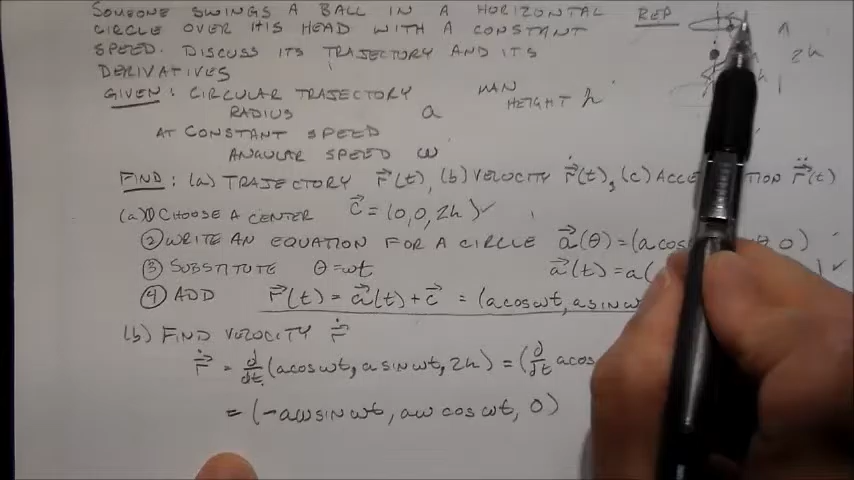 SOMEONE SWINGS A BALL IN A HORIZONTAL REP
CIRCLE OVER HIS HEAD WITH A CONSTANT
SPEED. DISCUSS ITS TRAJECTORY AND ITS 2h
DERIVATIVES
GIVEN: CIRCULAR TRAJECTORY MAN
HEIGHT h
RADIUS a
AT CONSTANT SPEED
ANGULAR SPEED ω
FIND: (a) TRAJECTORY r⃗(t), (b) VELOCITY r⃗̇(t), (c) ACCE TION r⃗̈(t)
(a) ① CHOOSE A CENTER c⃗ = (0,0,2h) ✓
② WRITE AN EQUATION FOR A CIRCLE a⃗(θ) = (a cos θ, 0)
③ SUBSTITUTE θ=ωt a⃗(t) = a( ) ✓
④ ADD r⃗(t) = a⃗(t) + c⃗ = (a cos ωt, a sin ω
(b) FIND VELOCITY r⃗̇
r⃗̇ = d/dt (a cos ωt, a sin ωt, 2h) = (d/dt a cos
= (-aω sin ωt, aω cos ωt, 0)